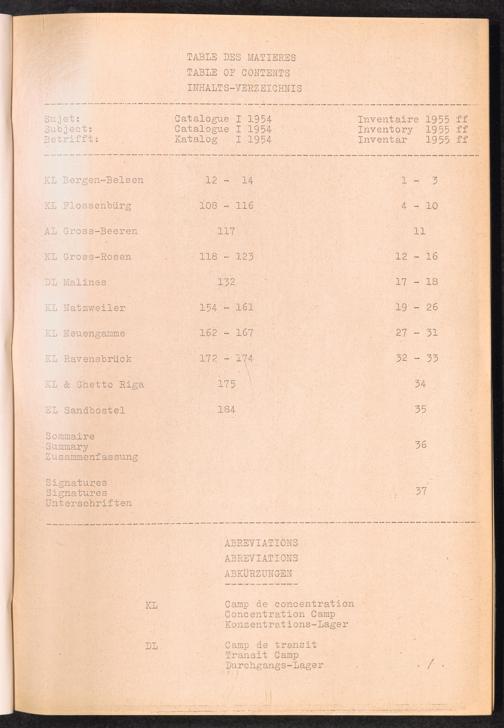 TABLE DES MATIERES
TABLE OF CONTENTS
INHALTS-VERZEICHNIS
Sujet: Catalogue I 1954 Inventaire 1955 ff
Subject: Catalogue I 1954 Inventory 1955 ff
Betrifft: Katalog I 1954 Inventar 1955 ff
KL Bergen-Belsen 12 - 14 1 - 3
KL Flossenbürg 108 - 116 4 - 10
AL Gross-Beeren 117 11
KL Gross-Rosen 118 - 123 12 - 16
DL Malines 132 17 - 18
KL Natzweiler 154 - 161 19 - 26
KL Neuengamme 162 - 167 27 - 31
KL Ravensbrück 172 - 174 32 - 33
KL & Ghetto Riga 175 34
EL Sandbostel 184 35
Sommaire
Summary 36
Zusammenfassung
Signatures
Signatures 37
Unterschriften
ABREVIATIONS
ABREVIATIONS
ABKÜRZUNGEN
KL Camp de concentration
Concentration Camp
Konzentrations-Lager
DL Camp de transit
Transit Camp
Durchgangs-Lager ./.